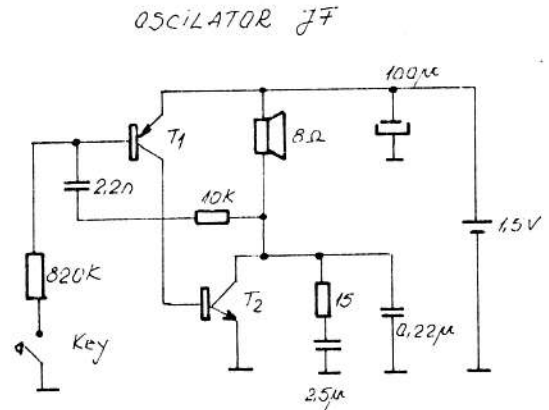 OSCILATOR JF
100µ
T1
8Ω
2,2n
10K
1,5V
820K
T2
15
0,22µ
Key
2,5µ